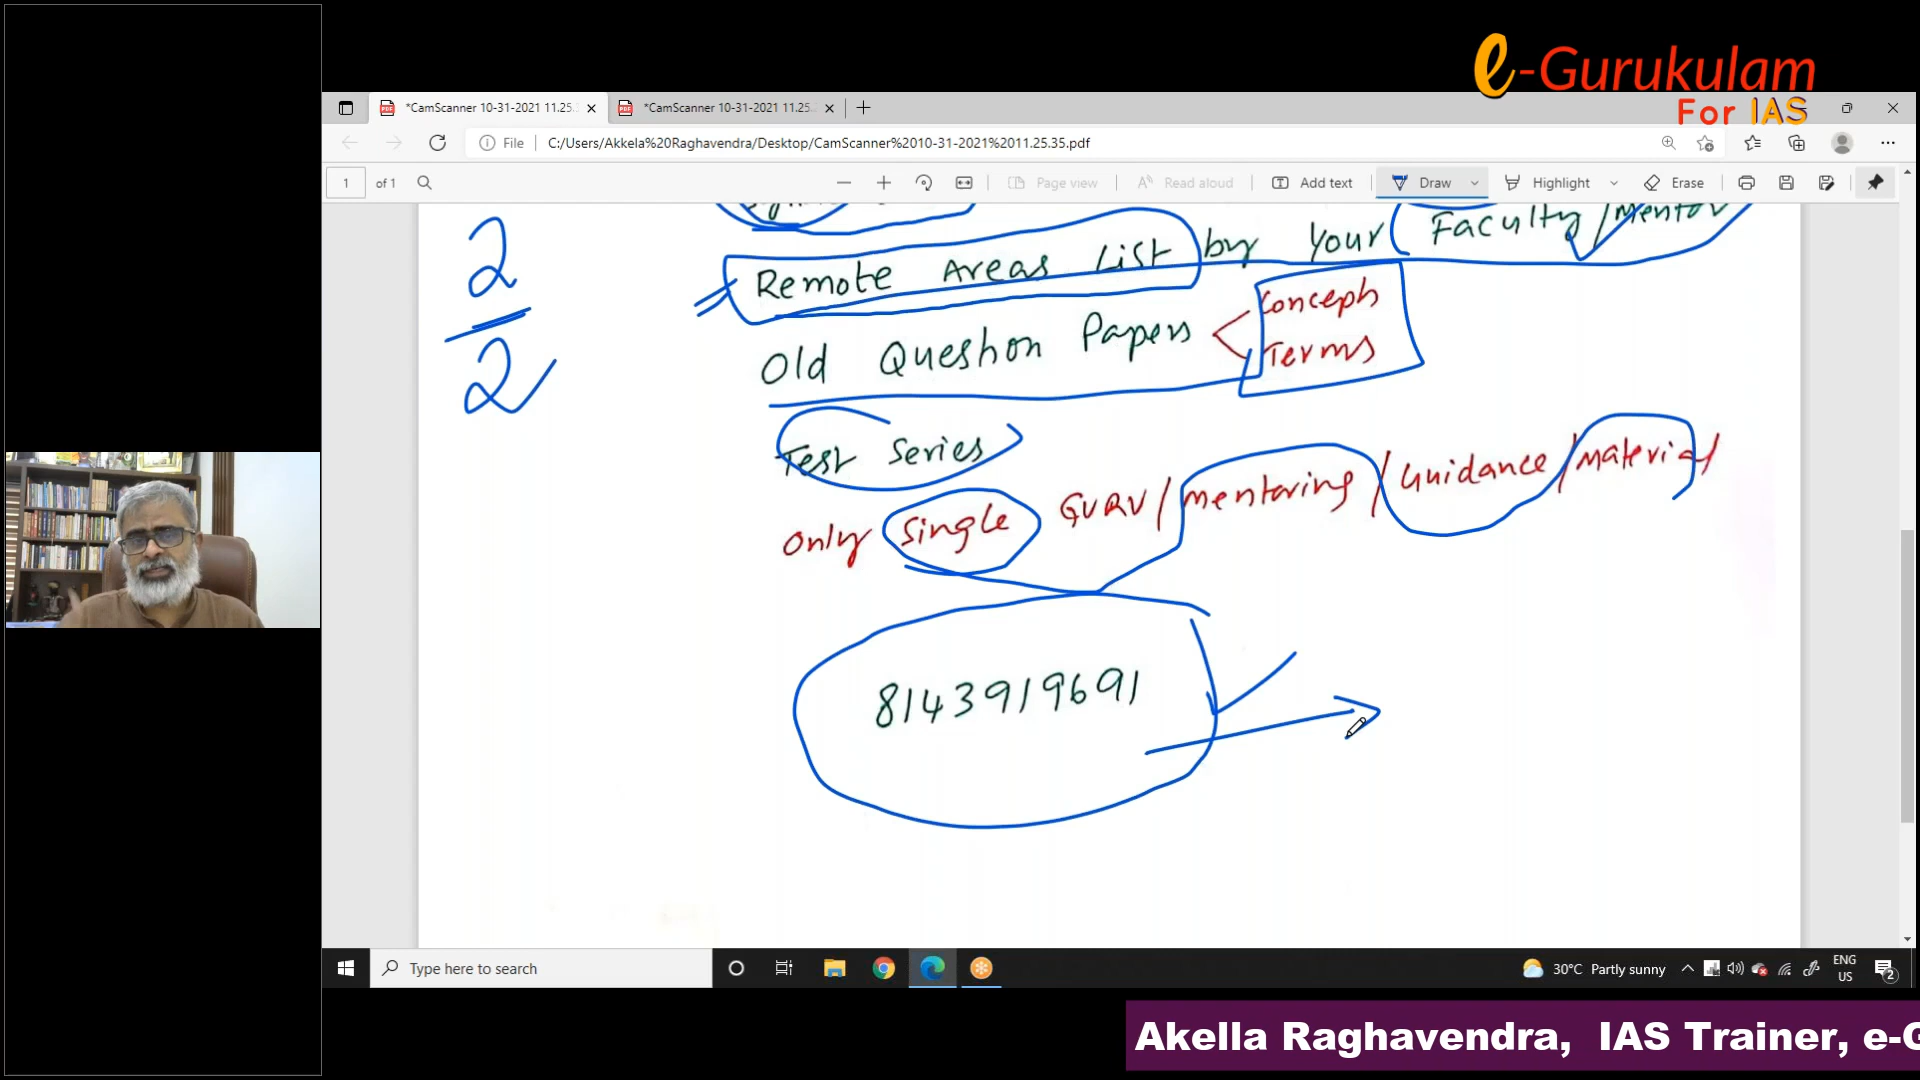 e-Gurukulam
For IAS
*CamScanner 10-31-2021 11.25.
*CamScanner 10-31-2021 11.25.
File
C:/Users/Akkela%20Raghavendra/Desktop/CamScanner%2010-31-2021%2011.25.35.pdf
1 of 1
Page view
Read aloud
Add text
Draw
Highlight
Erase
2
2
Remote Areas List by Your Faculty/Mentor
Old Question Papers
Concepts
Terms
Test Series
Only Single GURU/mentoring/Guidance/Material/
8143919691
Type here to search
30°C Partly sunny
ENG
US
2
Akella Raghavendra, IAS Trainer, e-G